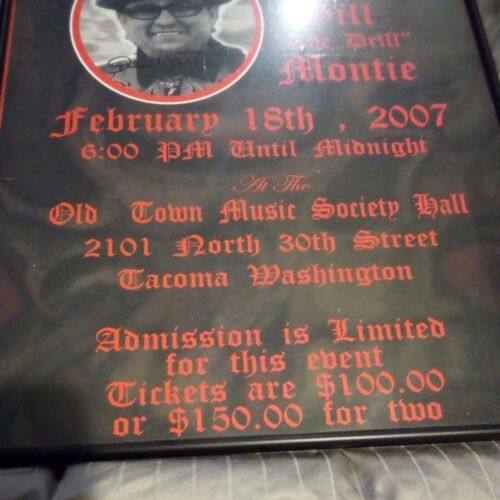 Bill
"The Drill"
Montie
February 18th , 2007
6:00 PM Until Midnight
At The
Old Town Music Society Hall
2101 North 30th Street
Tacoma Washington
Admission is Limited
for this event
Tickets are $100.00
or $150.00 for two